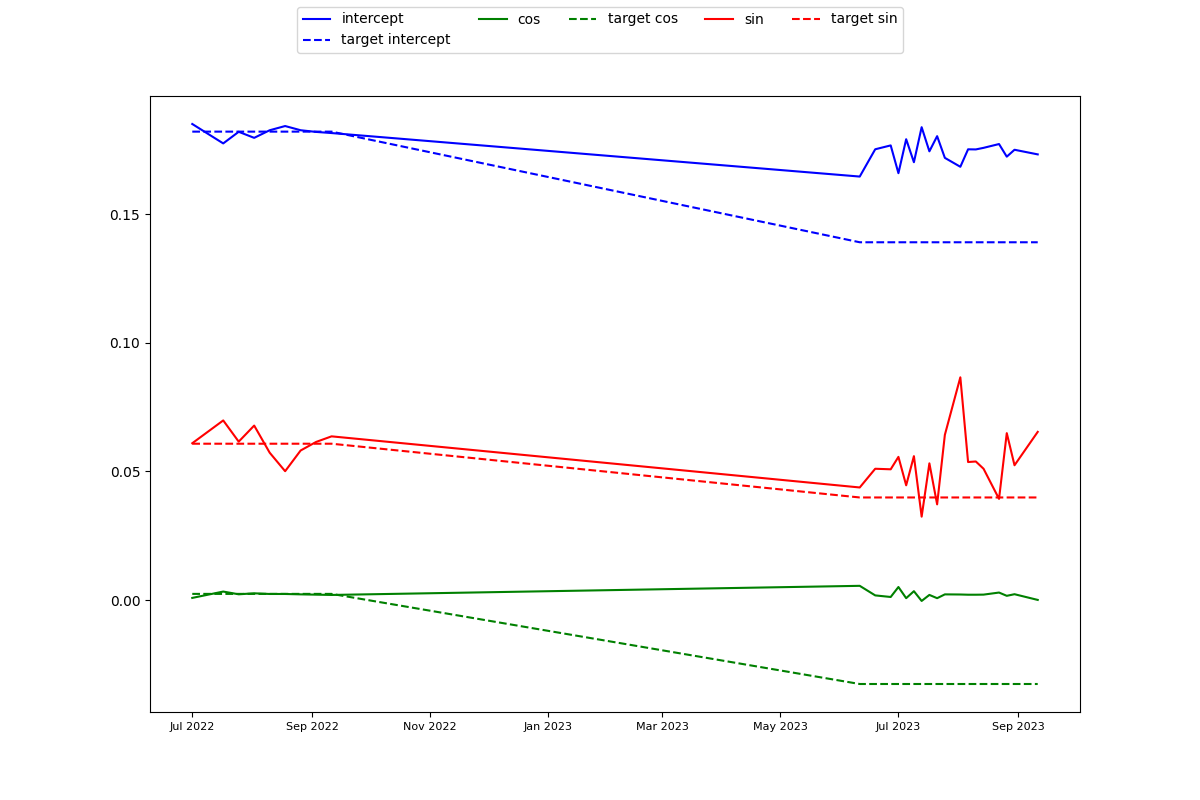 intercept cos target cos sin target sin
target intercept
0.15
0.10
0.05
0.00
Jul 2022 Sep 2022 Nov 2022 Jan 2023 Mar 2023 May 2023 Jul 2023 Sep 2023